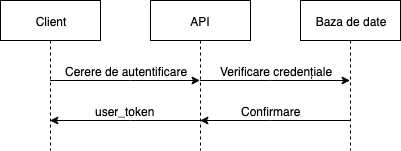 Client
API
Baza de date
Cerere de autentificare
Verificare credențiale
user_token
Confirmare